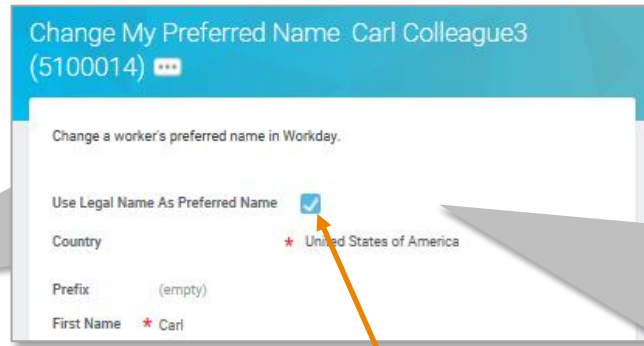 Change My Preferred Name Carl Colleague3
(5100014)
Change a worker's preferred name in Workday.
Use Legal Name As Preferred Name
Country * United States of America
Prefix (empty)
First Name * Carl